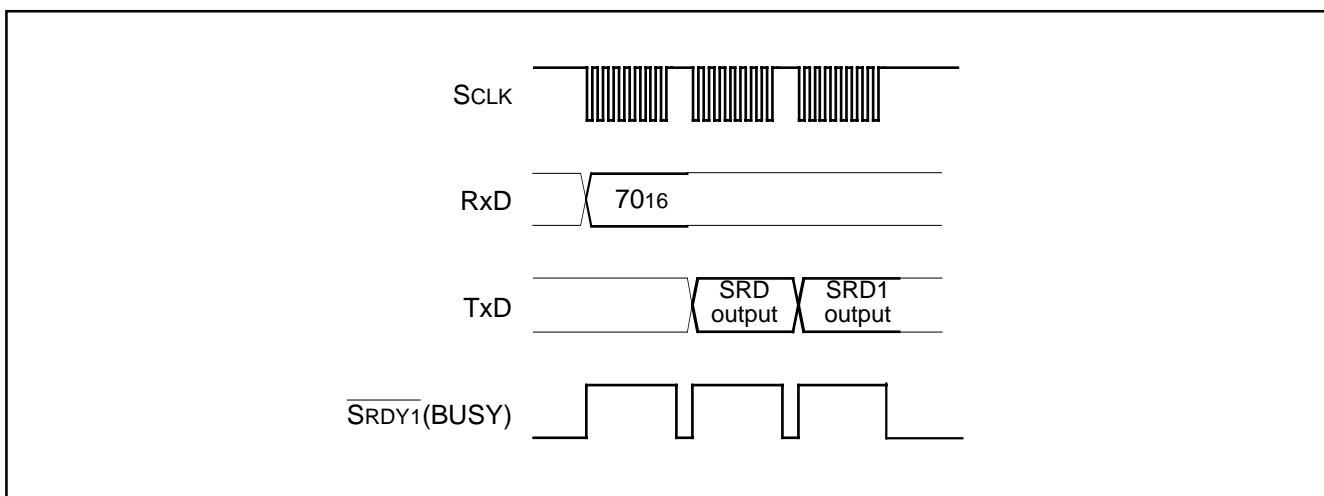 SCLK
RxD
7016
TxD
SRD
output
SRD1
output
SRDY1(BUSY)